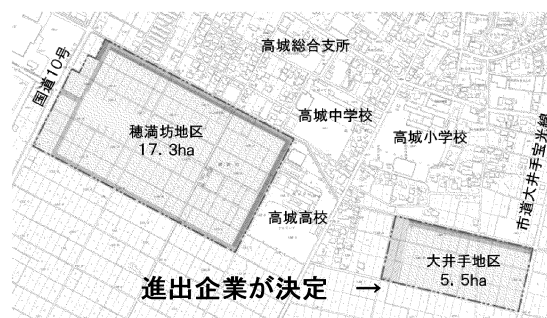 高城総合支所
国道10号
高城中学校
穂満坊地区
17.3ha
高城小学校
市道大井手宝光線
高城高校
大井手地区
5.5ha
進出企業が決定 →